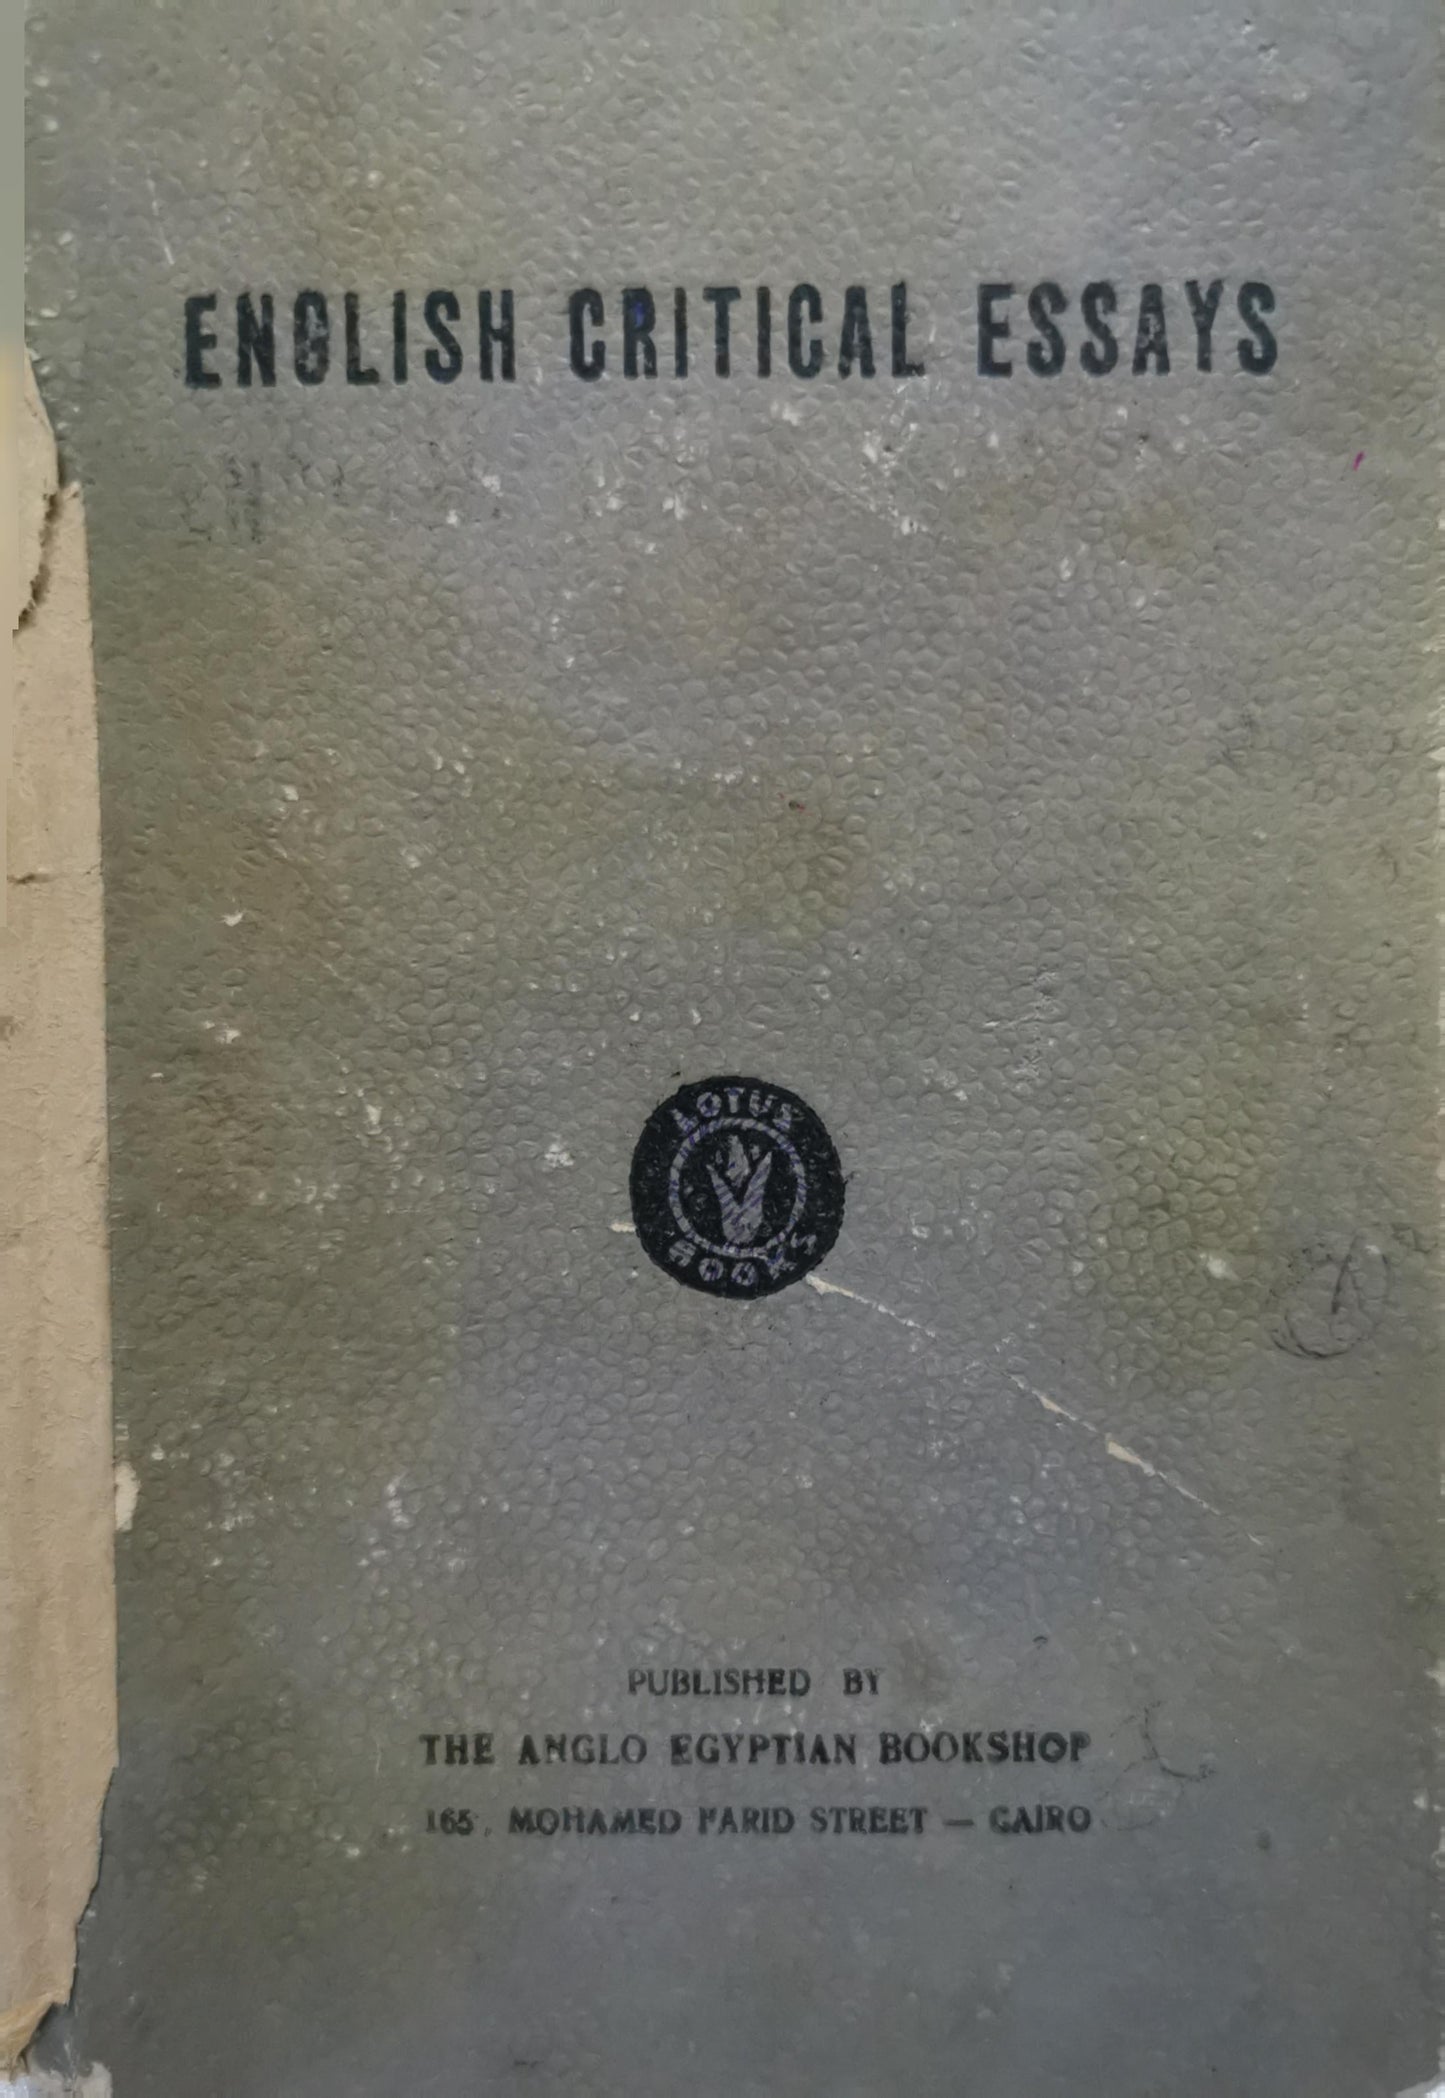 ENGLISH CRITICAL ESSAYS
LOTUS
BOOKS
PUBLISHED BY
THE ANGLO EGYPTIAN BOOKSHOP
165, MOHAMED FARID STREET — CAIRO